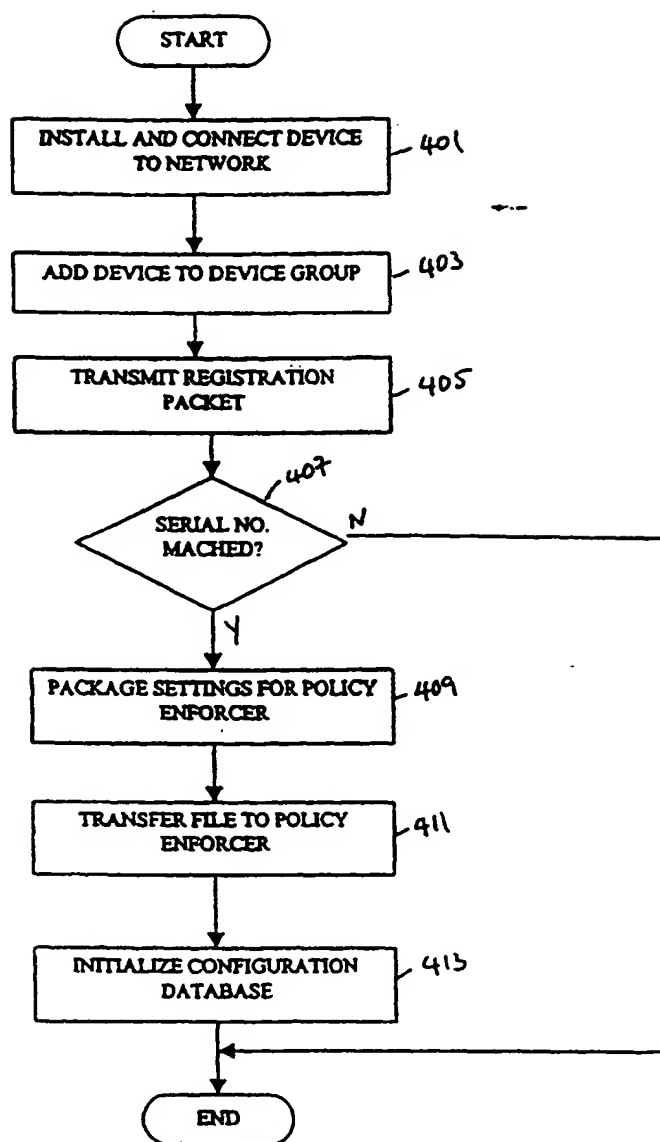 START
INSTALL AND CONNECT DEVICE
TO NETWORK
401
ADD DEVICE TO DEVICE GROUP
403
TRANSMIT REGISTRATION
PACKET
405
407
SERIAL NO.
MACHED?
N
Y
PACKAGE SETTINGS FOR POLICY
ENFORCER
409
TRANSFER FILE TO POLICY
ENFORCER
411
INITIALIZE CONFIGURATION
DATABASE
413
END